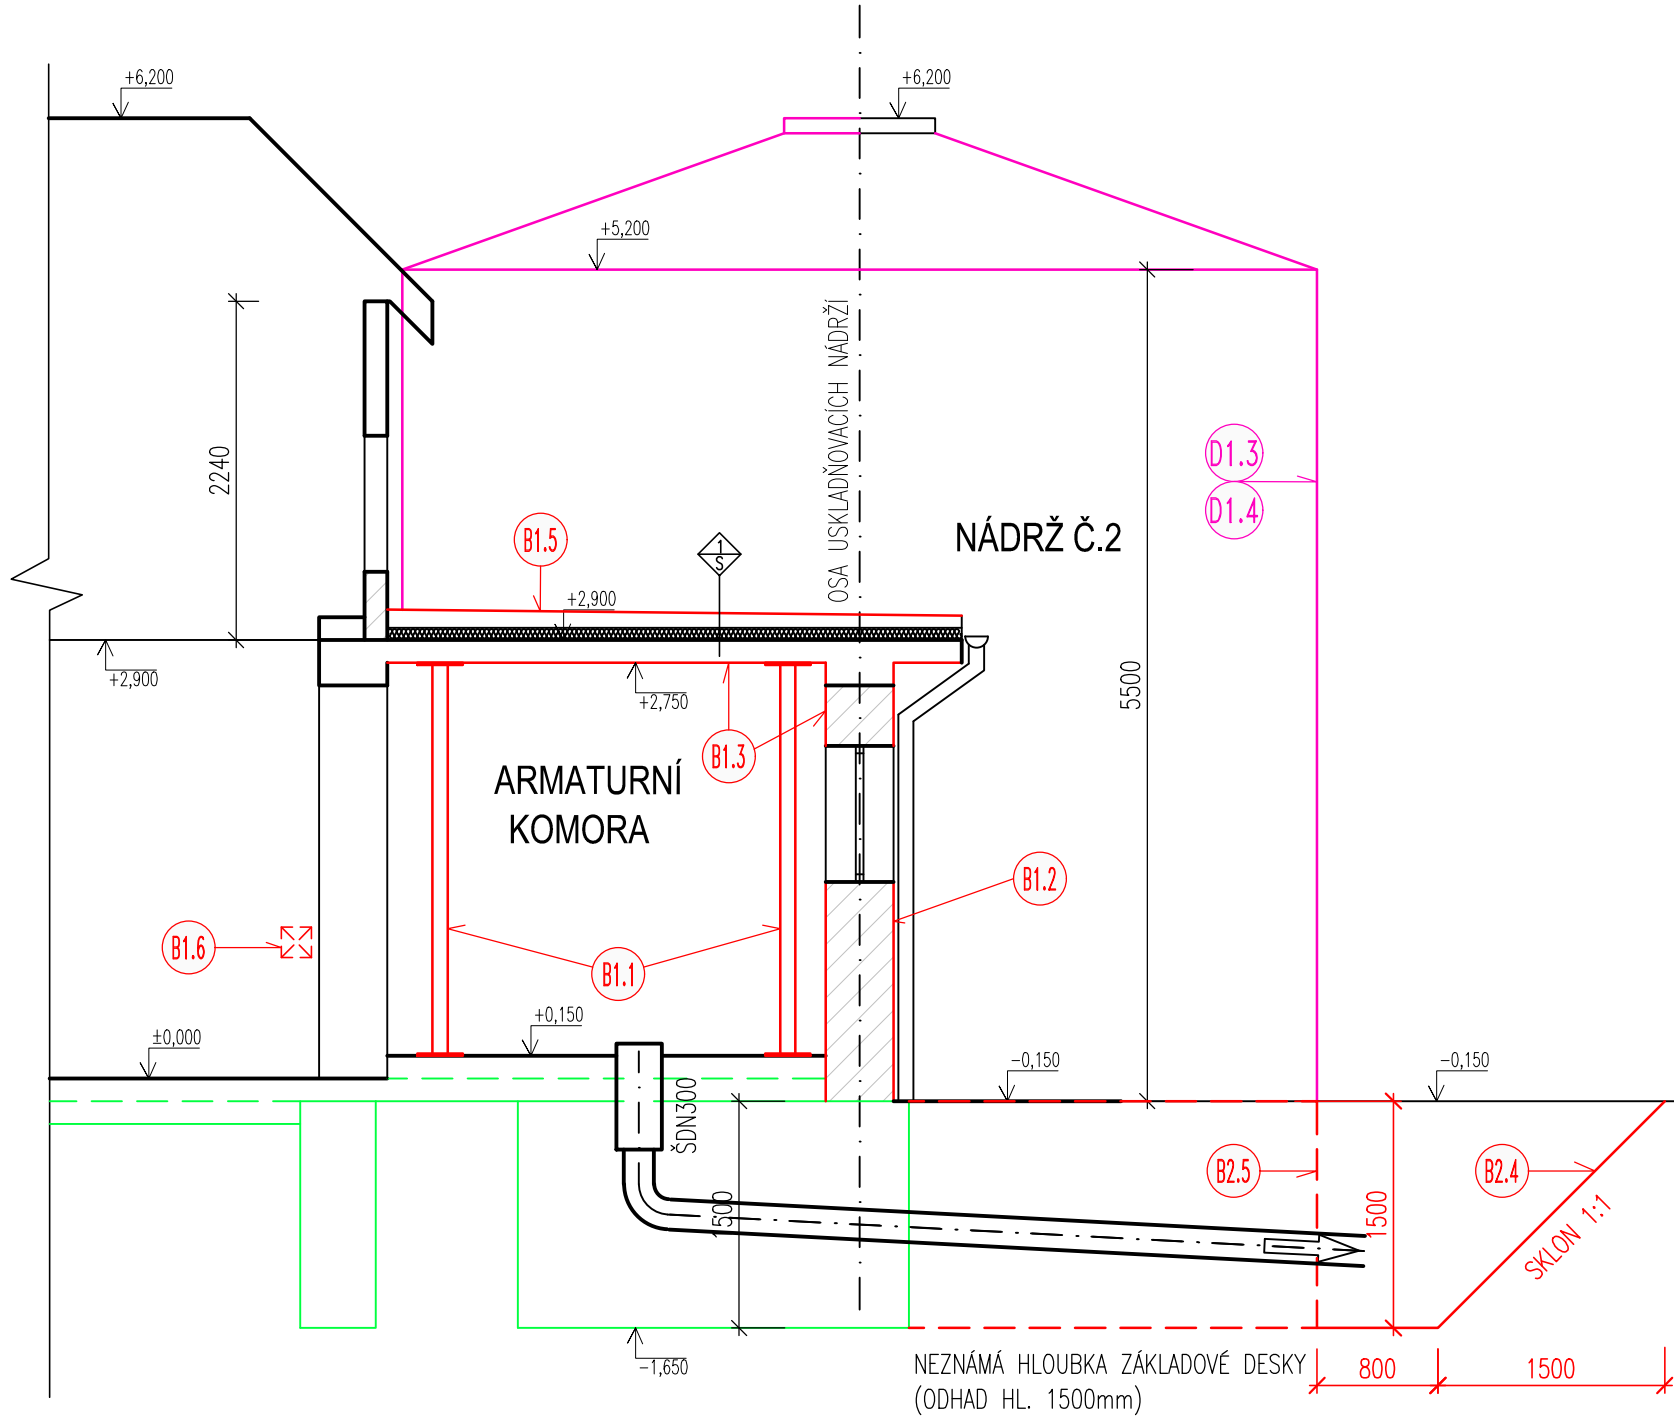 +6,200
+6,200
+5,200
OSA USKLADŇOVACÍCH NÁDRŽÍ
2240
D1.3
D1.4
NÁDRŽ Č.2
B1.5
1
S
+2,900
+2,900
+2,750
5500
B1.3
ARMATURNÍ
KOMORA
B1.2
B1.6
B1.1
+0,150
±0,000
-0,150
-0,150
ŠDN300
B2.5
B2.4
1500
1500
SKLON 1:1
-1,650
NEZNÁMÁ HLOUBKA ZÁKLADOVÉ DESKY
(ODHAD HL. 1500mm)
800
1500